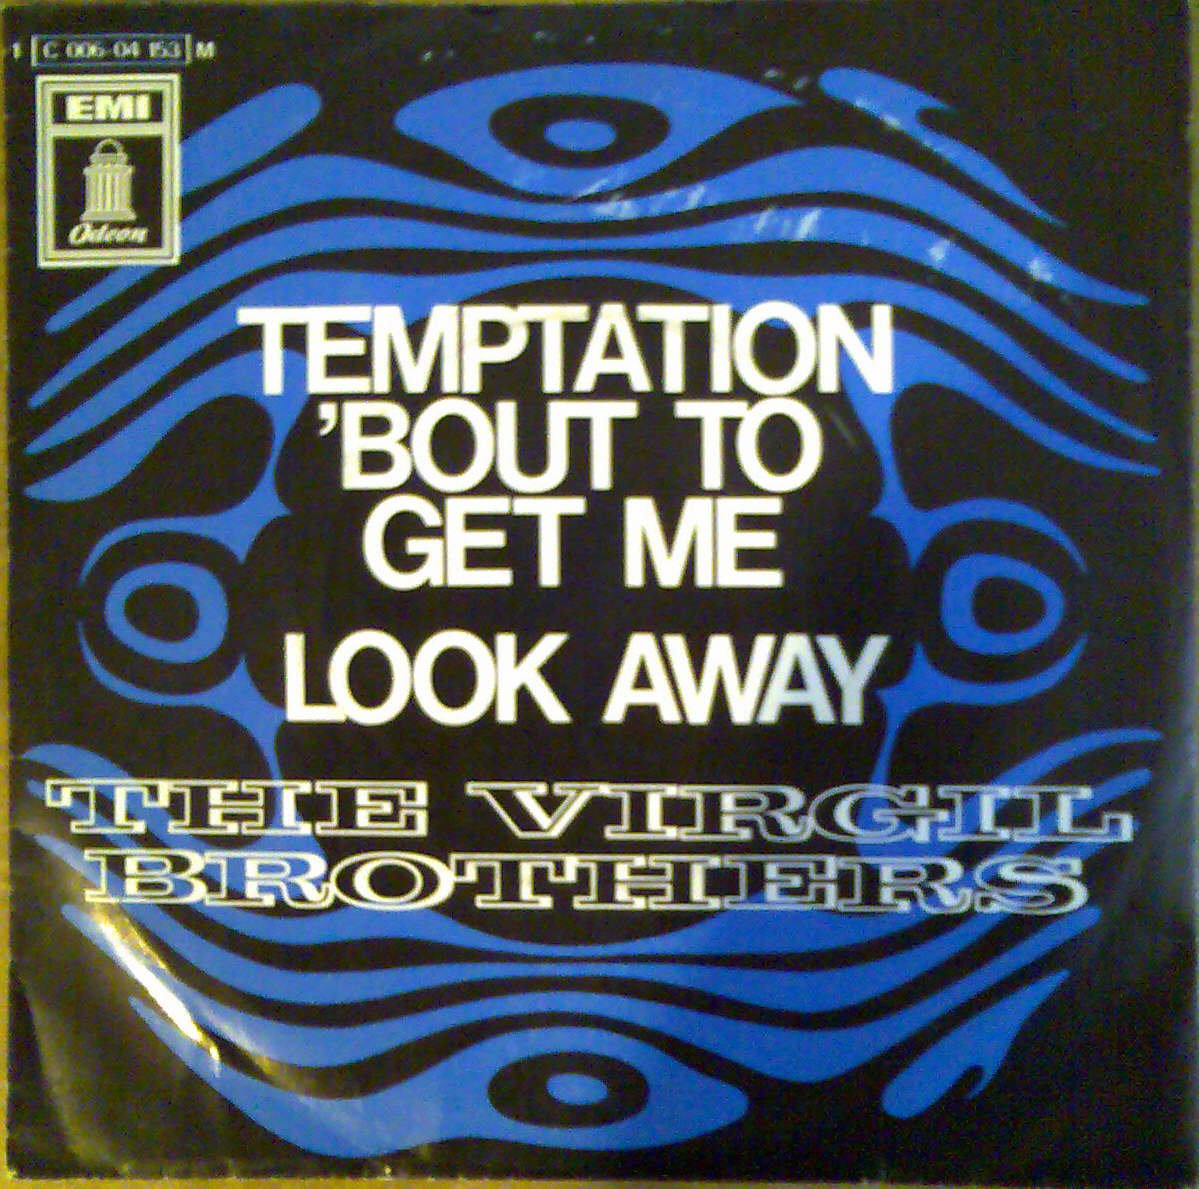 1 C 006-04 153 M
EMI
Odeon
TEMPTATION
'BOUT TO
GET ME
LOOK AWAY
THE VIRGIL
BROTHERS